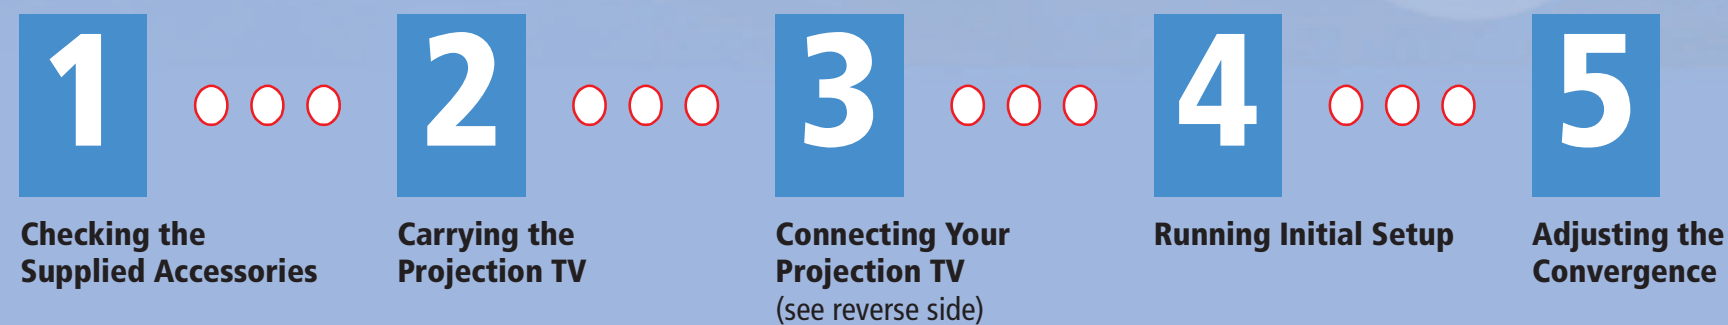 1
Checking the
Supplied Accessories
2
Carrying the
Projection TV
3
Connecting Your
Projection TV
(see reverse side)
4
Running Initial Setup
5
Adjusting the
Convergence